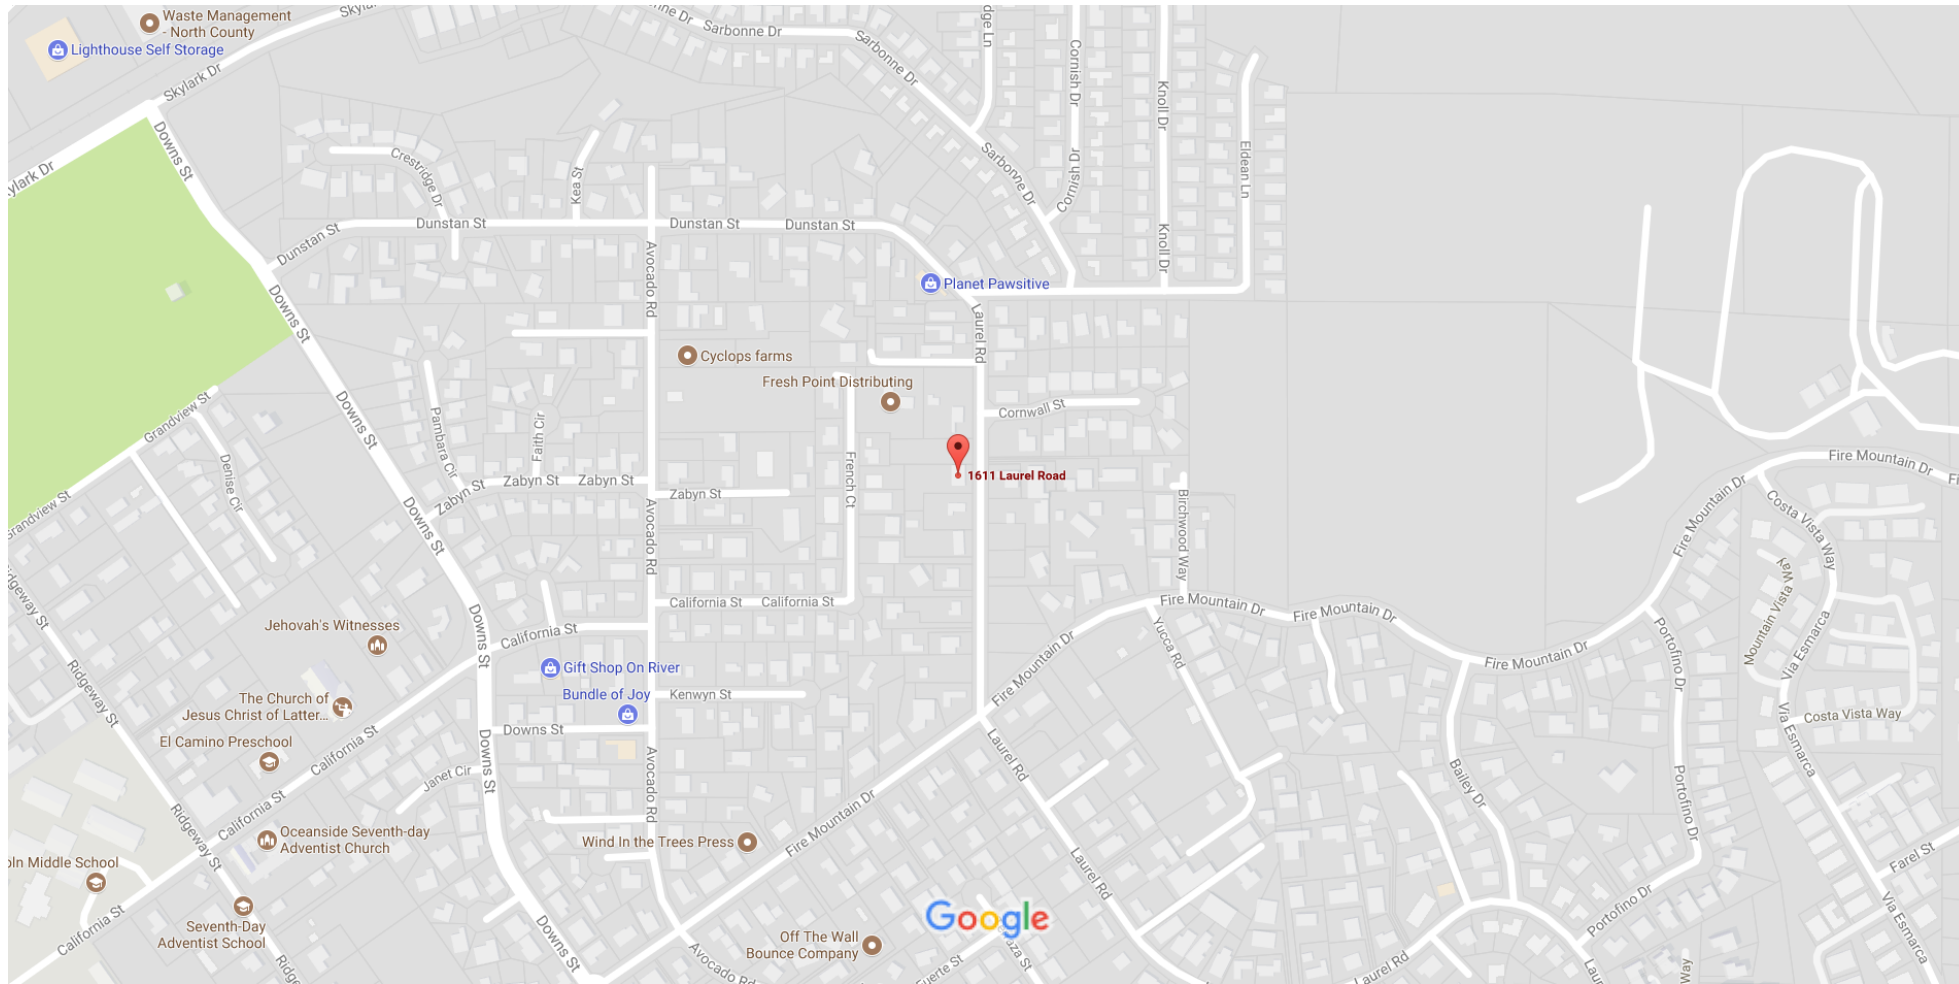 Waste Management
- North County
Lighthouse Self Storage
Skylark Dr
Sarbonne Dr
Sarbonne Dr
Cornish Dr
Knoll Dr
Downs St
Crestridge Dr
Kea St
Sarbonne Dr
Cornish Dr
Eldean Ln
Dunstan St
Dunstan St
Dunstan St
Dunstan St
Knoll Dr
Avocado Rd
Planet Pawsitive
Downs St
Laurel Rd
Cyclops farms
Fresh Point Distributing
Cornwall St
Grandview St
Downs St
Pambara Cir
Faith Cir
French Ct
Denise Cir
1611 Laurel Road
Zabyn St
Zabyn St
Zabyn St
Zabyn St
Grandview St
Downs St
Avocado Rd
Birchwood Way
Fire Mountain Dr
Fire Mountain Dr
Costa Vista Way
Mountain Vista Way
California St
California St
California St
Fire Mountain Dr
Fire Mountain Dr
Fire Mountain Dr
Fire Mountain Dr
Jehovah's Witnesses
Downs St
Yucca Rd
Portofino Dr
Via Esmarca
Gift Shop On River
Bundle of Joy
Kenwyn St
Ridgeway St
The Church of
Jesus Christ of Latter...
Downs St
Costa Vista Way
Via Esmarca
El Camino Preschool
California St
Downs St
Janet Cir
Avocado Rd
Laurel Rd
Bailey Dr
Portofino Dr
California St
Ridgeway St
Oceanside Seventh-day
Adventist Church
Wind In the Trees Press
Fire Mountain Dr
Laurel Rd
Farel St
oln Middle School
Seventh-Day
Adventist School
California St
Downs St
Off The Wall
Bounce Company
Google
Avocado Rd
Laurel Rd
Portofino Dr
Via Esmarca
Way